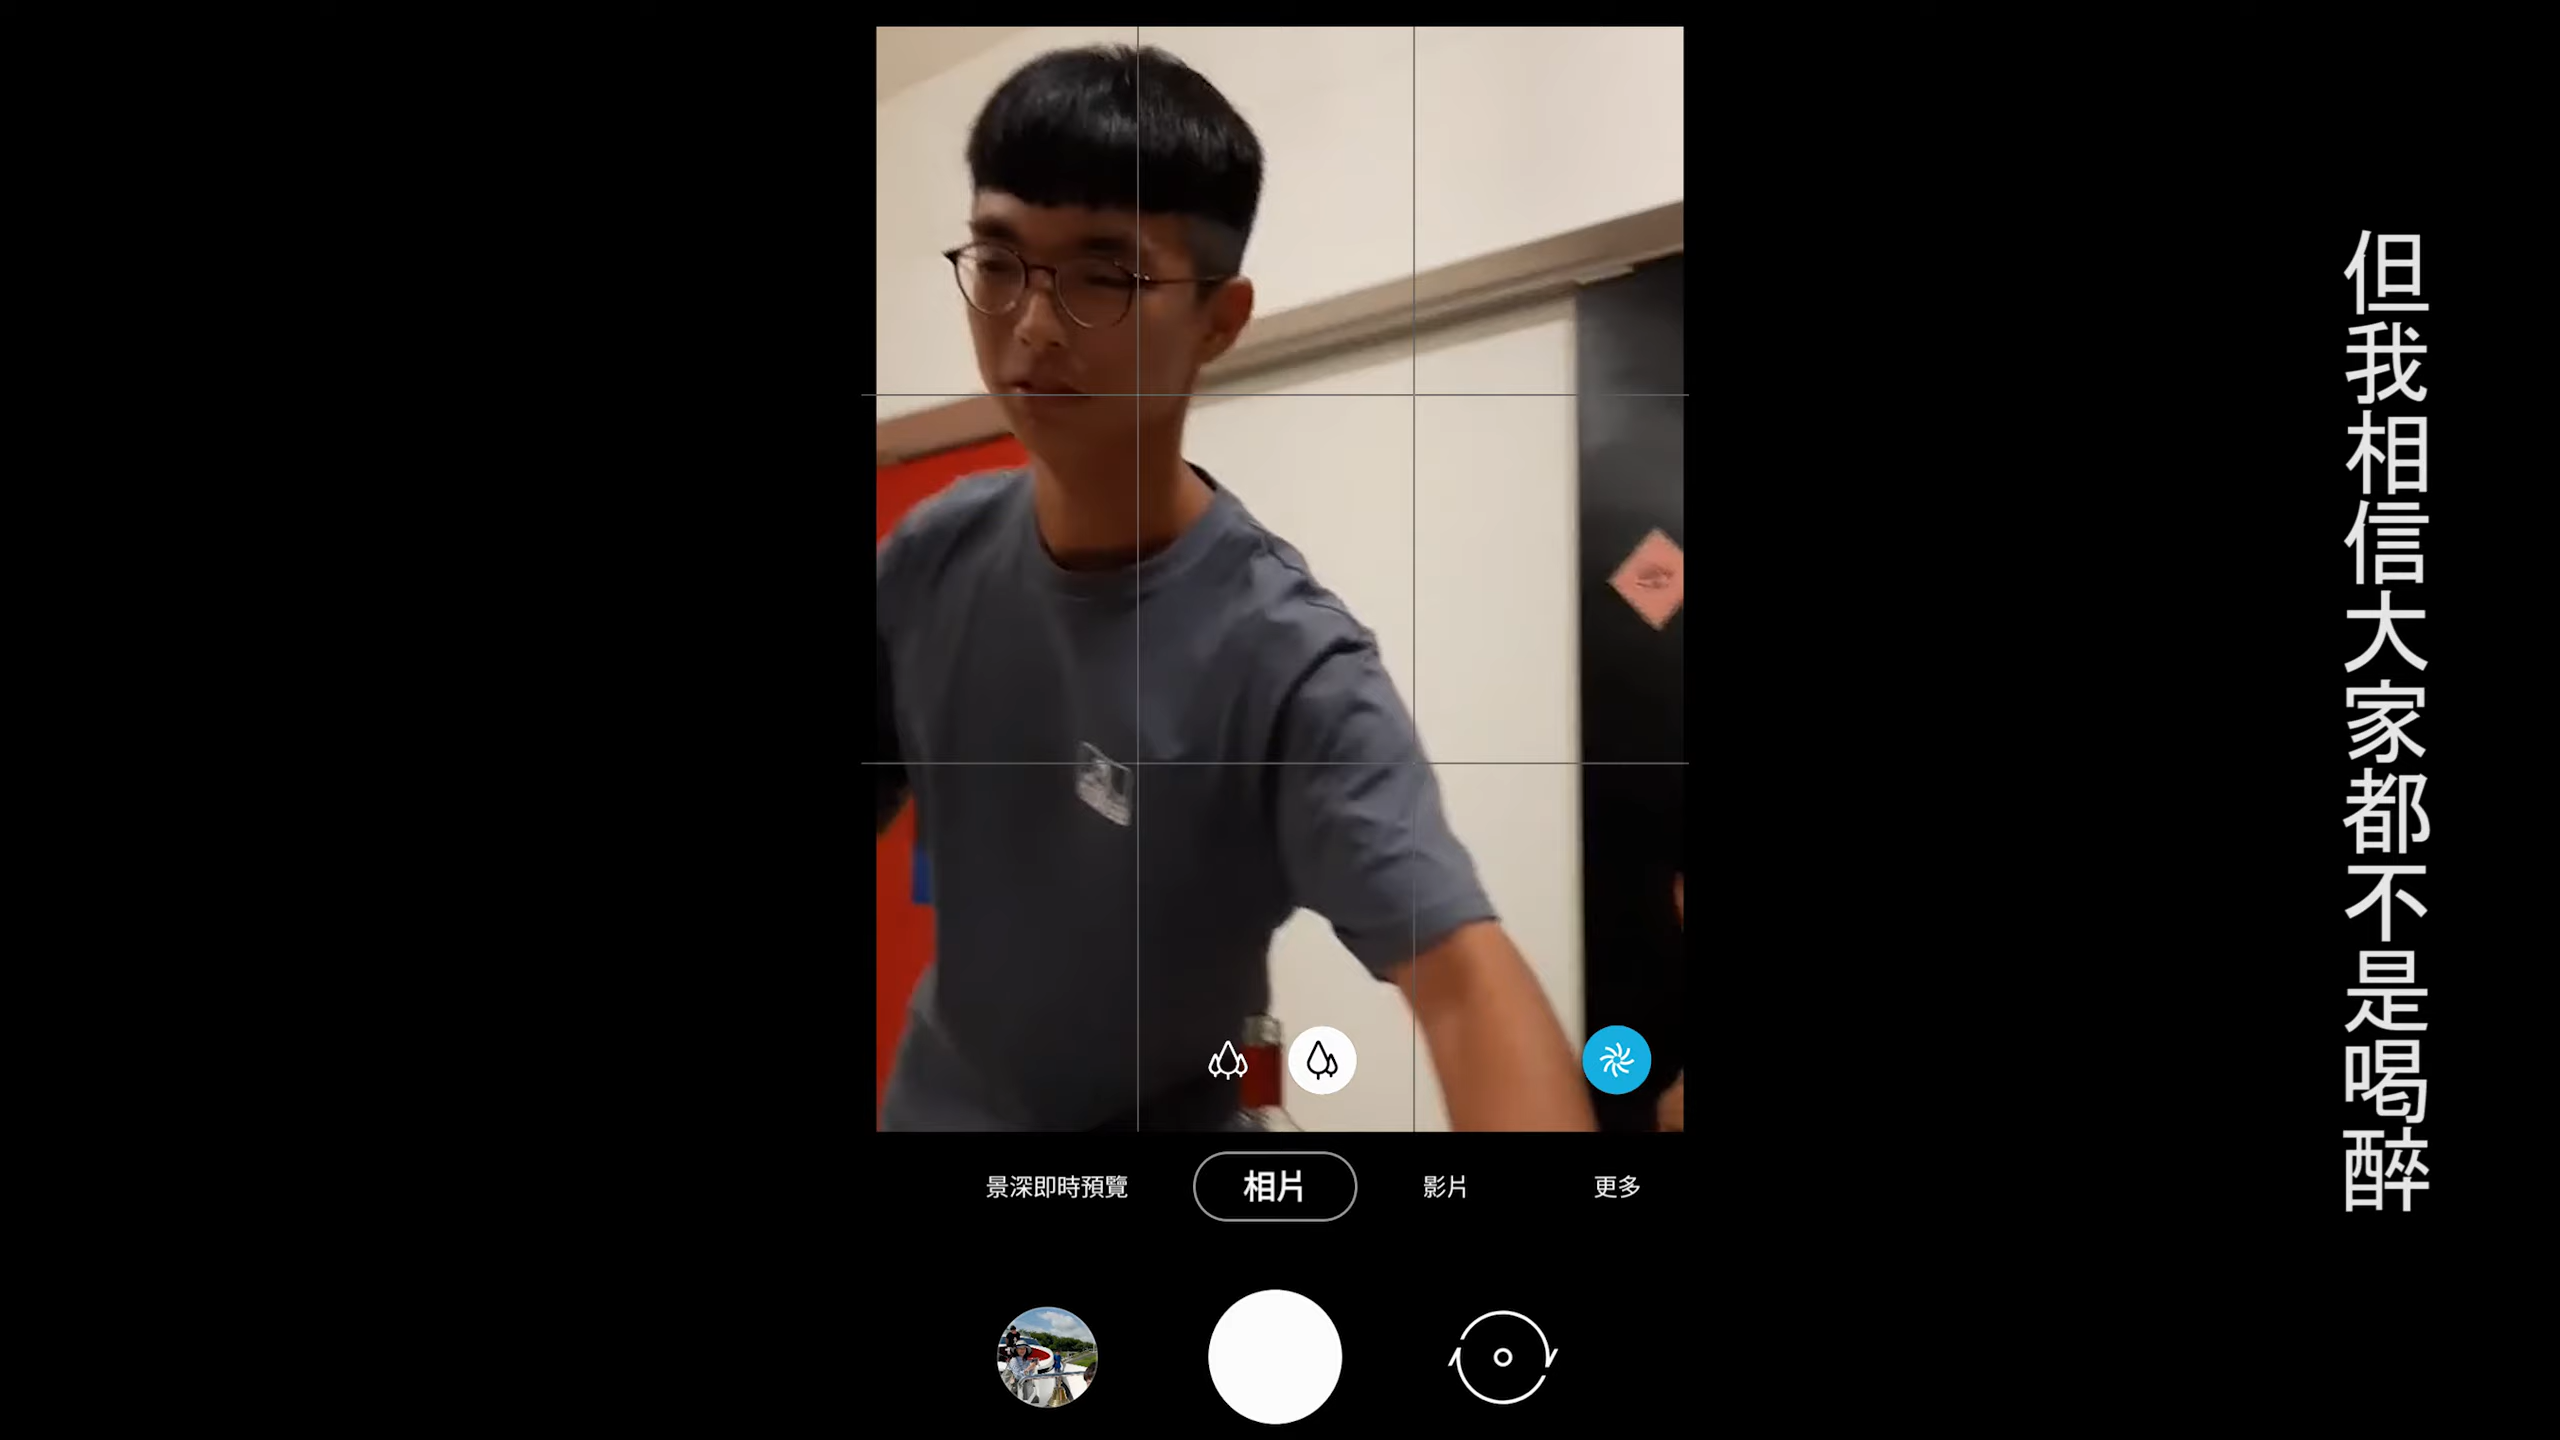 但我相信大家都不是喝醉
景深即時預覽
相片
影片
更多